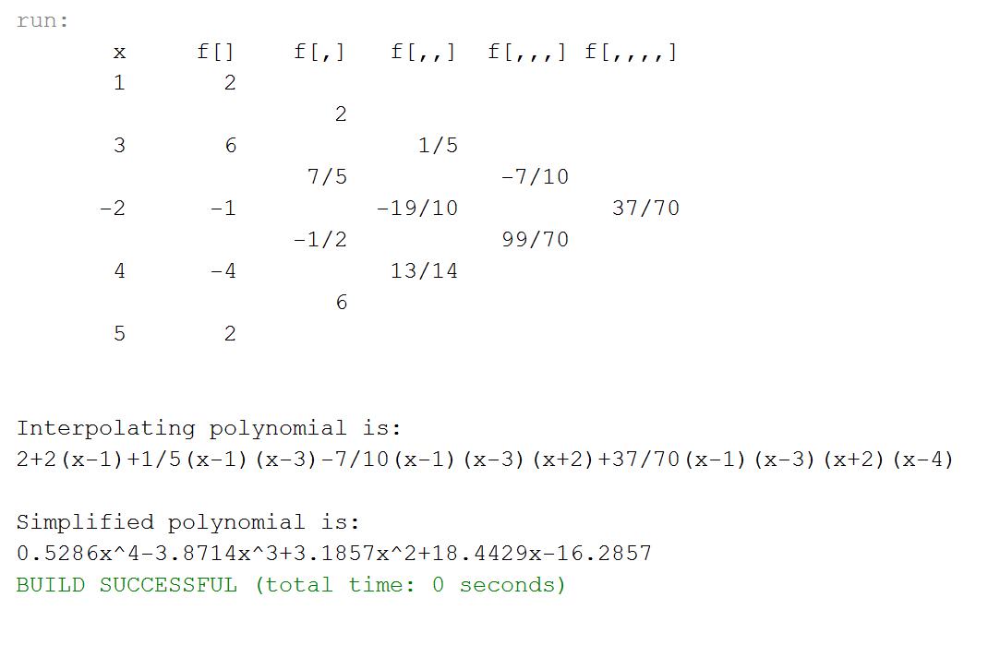 run:
x f[] f[,] f[,,] f[,,,] f[,,,,]
1 2
2
3 6 1/5
7/5 -7/10
-2 -1 -19/10 37/70
-1/2 99/70
4 -4 13/14
6
5 2
Interpolating polynomial is:
2+2(x-1)+1/5(x-1)(x-3)-7/10(x-1)(x-3)(x+2)+37/70(x-1)(x-3)(x+2)(x-4)
Simplified polynomial is:
0.5286x^4-3.8714x^3+3.1857x^2+18.4429x-16.2857
BUILD SUCCESSFUL (total time: 0 seconds)